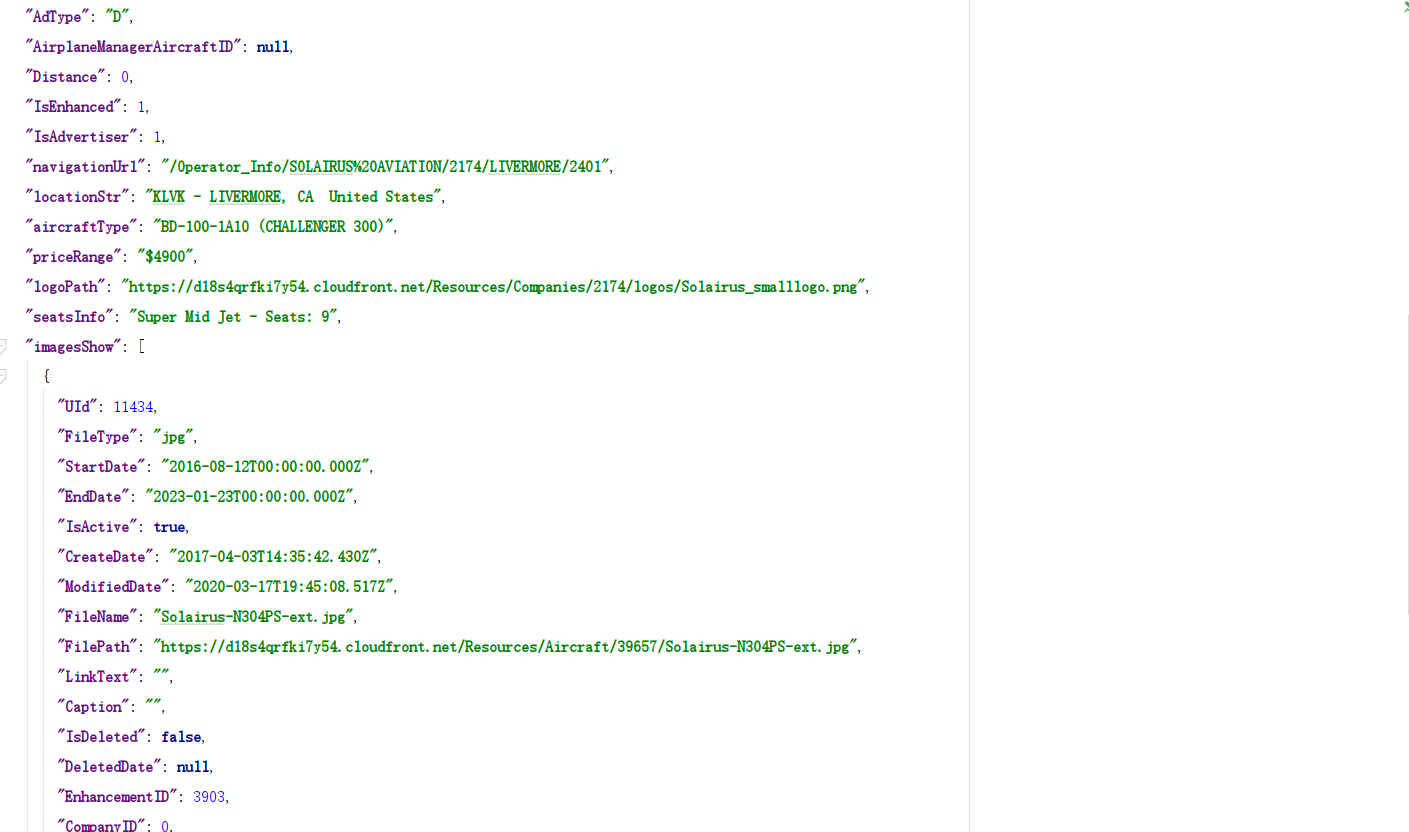 "AdType": "D",
"AirplaneManagerAircraftID": null,
"Distance": 0,
"IsEnhanced": 1,
"IsAdvertiser": 1,
"navigationUrl": "/Operator_Info/SOLAIRUS%20AVIATION/2174/LIVERMORE/2401",
"locationStr": "KLVK - LIVERMORE, CA  United States",
"aircraftType": "BD-100-1A10 (CHALLENGER 300)",
"priceRange": "$4900",
"logoPath": "https://d18s4qrfki7y54.cloudfront.net/Resources/Companies/2174/logos/Solairus_smalllogo.png",
"seatsInfo": "Super Mid Jet - Seats: 9",
"imagesShow": [
{
"UId": 11434,
"FileType": "jpg",
"StartDate": "2016-08-12T00:00:00.000Z",
"EndDate": "2023-01-23T00:00:00.000Z",
"IsActive": true,
"CreateDate": "2017-04-03T14:35:42.430Z",
"ModifiedDate": "2020-03-17T19:45:08.517Z",
"FileName": "Solairus-N304PS-ext.jpg",
"FilePath": "https://d18s4qrfki7y54.cloudfront.net/Resources/Aircraft/39657/Solairus-N304PS-ext.jpg",
"LinkText": "",
"Caption": "",
"IsDeleted": false,
"DeletedDate": null,
"EnhancementID": 3903,
"CompanyID": 0,